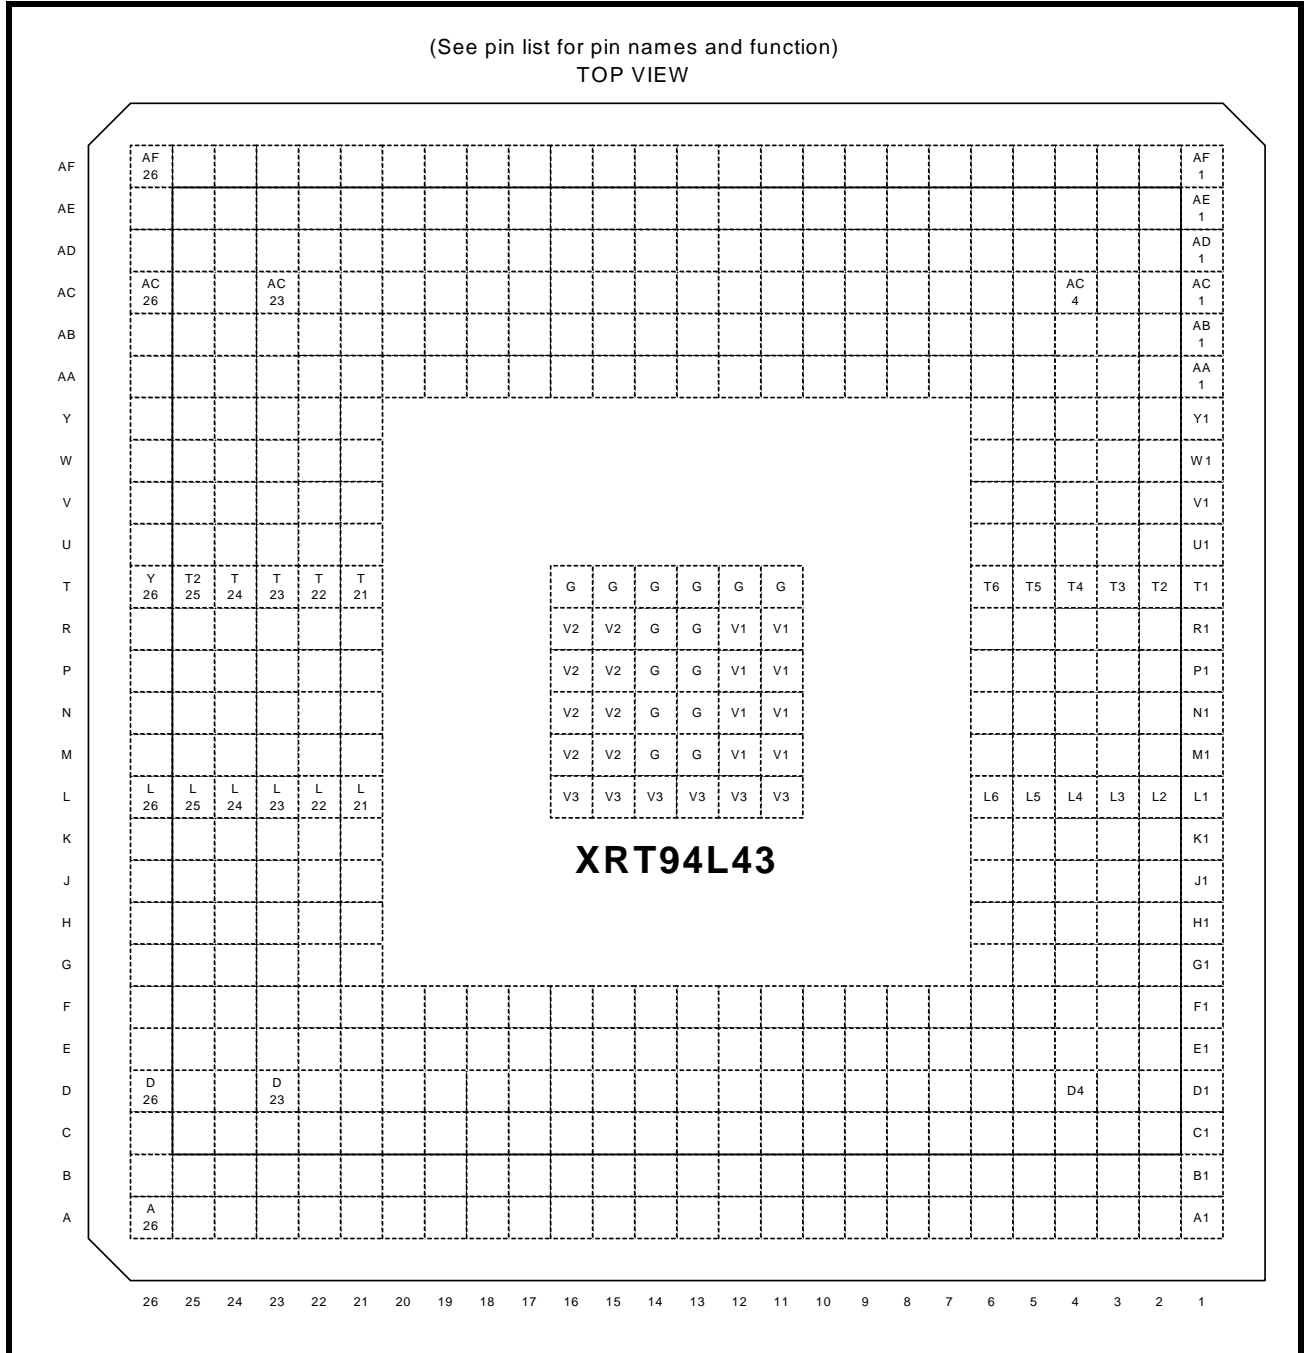 (See pin list for pin names and function)
TOP VIEW
AF AF 26 AF 1
AE AE 1
AD AD 1
AC AC 26 AC 23 AC 4 AC 1
AB AB 1
AA AA 1
Y Y1
W W1
V V1
U U1
T Y 26 T2 25 T 24 T 23 T 22 T 21 G G G G G G T6 T5 T4 T3 T2 T1
R V2 V2 G G V1 V1 R1
P V2 V2 G G V1 V1 P1
N V2 V2 G G V1 V1 N1
M V2 V2 G G V1 V1 M1
L L 26 L 25 L 24 L 23 L 22 L 21 V3 V3 V3 V3 V3 V3 L6 L5 L4 L3 L2 L1
K K1
XRT94L43
J J1
H H1
G G1
F F1
E E1
D D 26 D 23 D4 D1
C C1
B B1
A A 26 A1
26 25 24 23 22 21 20 19 18 17 16 15 14 13 12 11 10 9 8 7 6 5 4 3 2 1